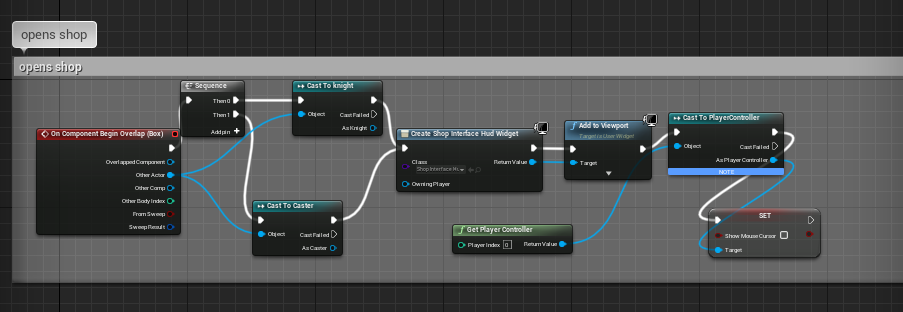 opens shop
opens shop
Sequence
Then 0
Then 1
Add pin
Cast To knight
Object
Cast Failed
As Knight
On Component Begin Overlap (Box)
Overlapped Component
Other Actor
Other Comp
Other Body Index
From Sweep
Sweep Result
Cast To Caster
Object
Cast Failed
As Caster
Create Shop Interface Hud Widget
Class
Shop Interface Hu
Return Value
Owning Player
Add to Viewport
Target is User Widget
Target
Get Player Controller
Player Index
0
Return Value
Cast To PlayerController
Object
Cast Failed
As Player Controller
NOTE
SET
Show Mouse Cursor
Target